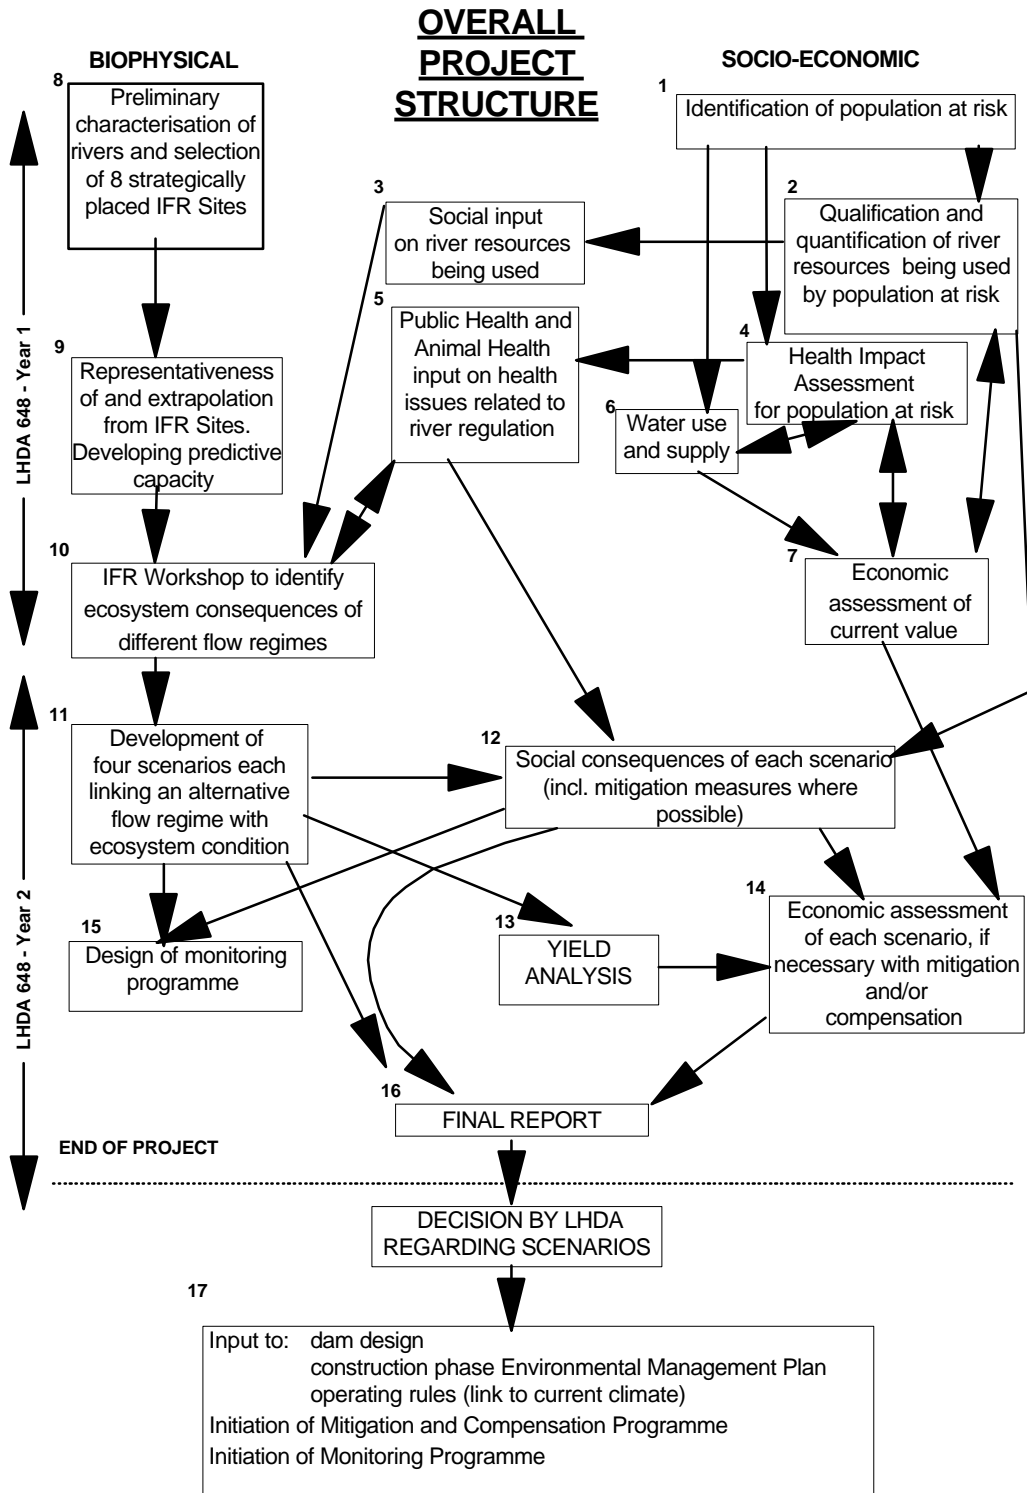 OVERALL
PROJECT
STRUCTURE
BIOPHYSICAL
SOCIO-ECONOMIC
8
Preliminary
characterisation of
rivers and selection
of 8 strategically
placed IFR Sites
1
Identification of population at risk
3
Social input
on river resources
being used
2
Qualification and
quantification of river
resources being used
by population at risk
5
Public Health and
Animal Health
input on health
issues related to
river regulation
4
Health Impact
Assessment
for population at risk
6
Water use
and supply
9
Representativeness
of and extrapolation
from IFR Sites.
Developing predictive
capacity
LHDA 648 - Year 1
10
IFR Workshop to identify
ecosystem consequences of
different flow regimes
7
Economic
assessment of
current value
11
Development of
four scenarios each
linking an alternative
flow regime with
ecosystem condition
12
Social consequences of each scenario
(incl. mitigation measures where
possible)
LHDA 648 - Year 2
15
Design of monitoring
programme
13
YIELD
ANALYSIS
14
Economic assessment
of each scenario, if
necessary with mitigation
and/or
compensation
16
FINAL REPORT
END OF PROJECT
DECISION BY LHDA
REGARDING SCENARIOS
17
Input to: dam design
construction phase Environmental Management Plan
operating rules (link to current climate)
Initiation of Mitigation and Compensation Programme
Initiation of Monitoring Programme